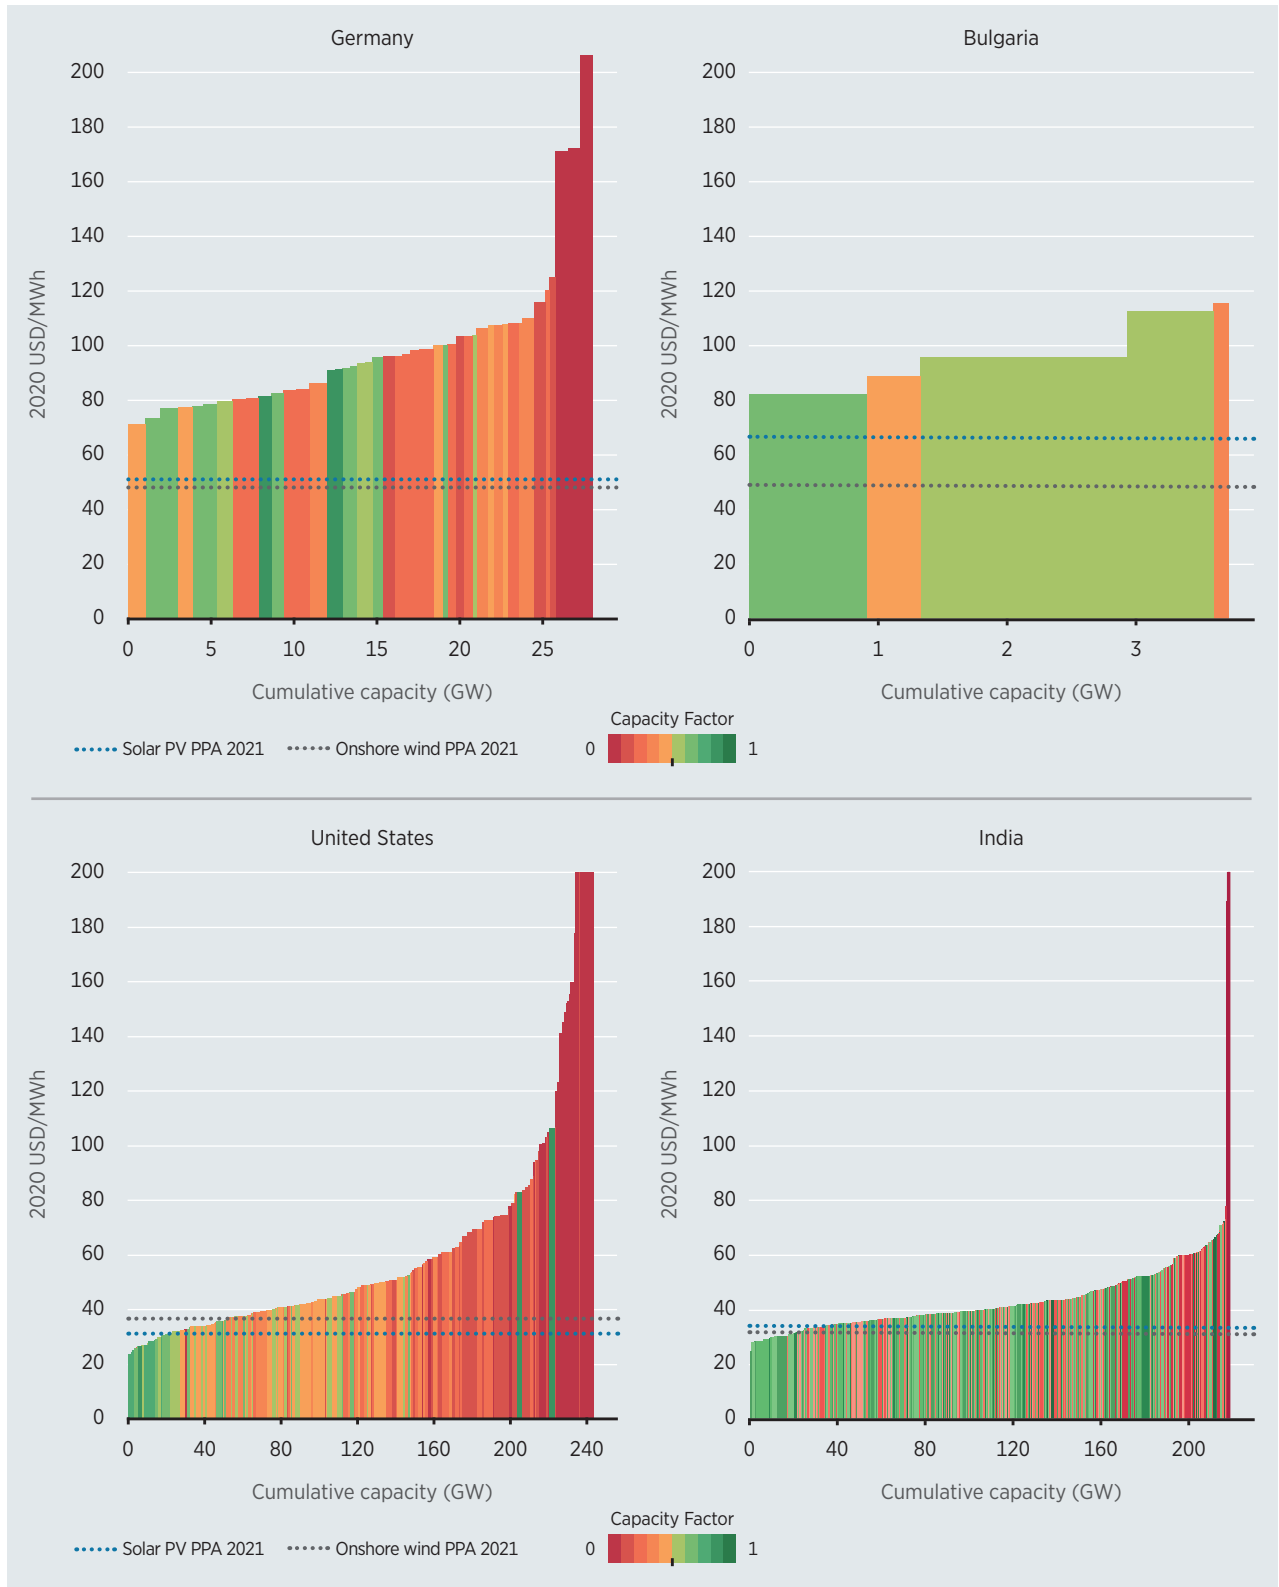 Germany
Bulgaria
200
180
160
140
120
100
80
60
40
20
0
2020 USD/MWh
0 5 10 15 20 25
Cumulative capacity (GW)
200
180
160
140
120
100
80
60
40
20
0
2020 USD/MWh
0 1 2 3
Cumulative capacity (GW)
Capacity Factor
Solar PV PPA 2021 Onshore wind PPA 2021 0 1
United States
India
200
180
160
140
120
100
80
60
40
20
0
2020 USD/MWh
0 40 80 120 160 200 240
Cumulative capacity (GW)
200
180
160
140
120
100
80
60
40
20
0
2020 USD/MWh
0 40 80 120 160 200
Cumulative capacity (GW)
Capacity Factor
Solar PV PPA 2021 Onshore wind PPA 2021 0 1